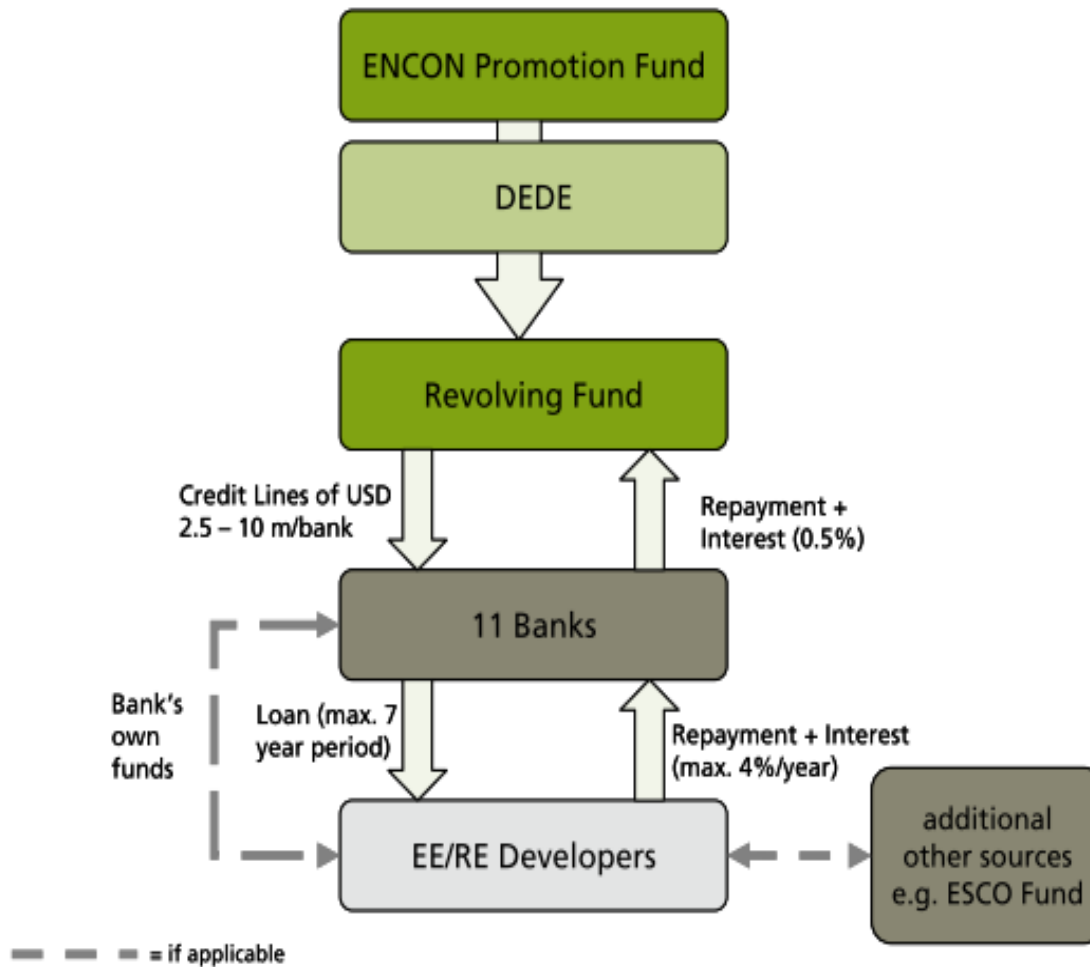 ENCON Promotion Fund
DEDE
Revolving Fund
Credit Lines of USD
2.5 – 10 m/bank
Repayment +
Interest (0.5%)
11 Banks
Bank's
own
funds
Loan (max. 7
year period)
Repayment + Interest
(max. 4%/year)
EE/RE Developers
additional
other sources
e.g. ESCO Fund
= if applicable